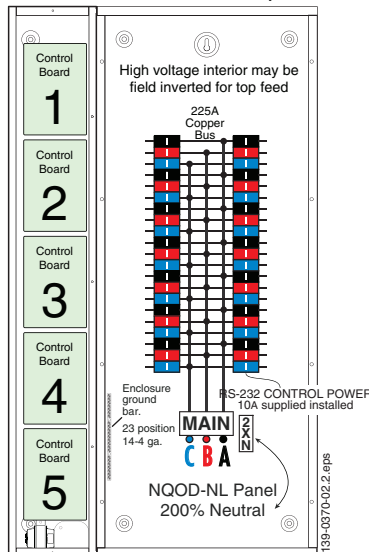 Control
Board
1
Control
Board
2
Control
Board
3
Control
Board
4
Control
Board
5
High voltage interior may be
field inverted for top feed
225A
Copper
Bus
Enclosure
ground
bar.
23 position
14-4 ga.
RS-232 CONTROL POWER
10A supplied installed
MAIN
2XN
C B A
NQOD-NL Panel
200% Neutral
139-0370-02.2.eps